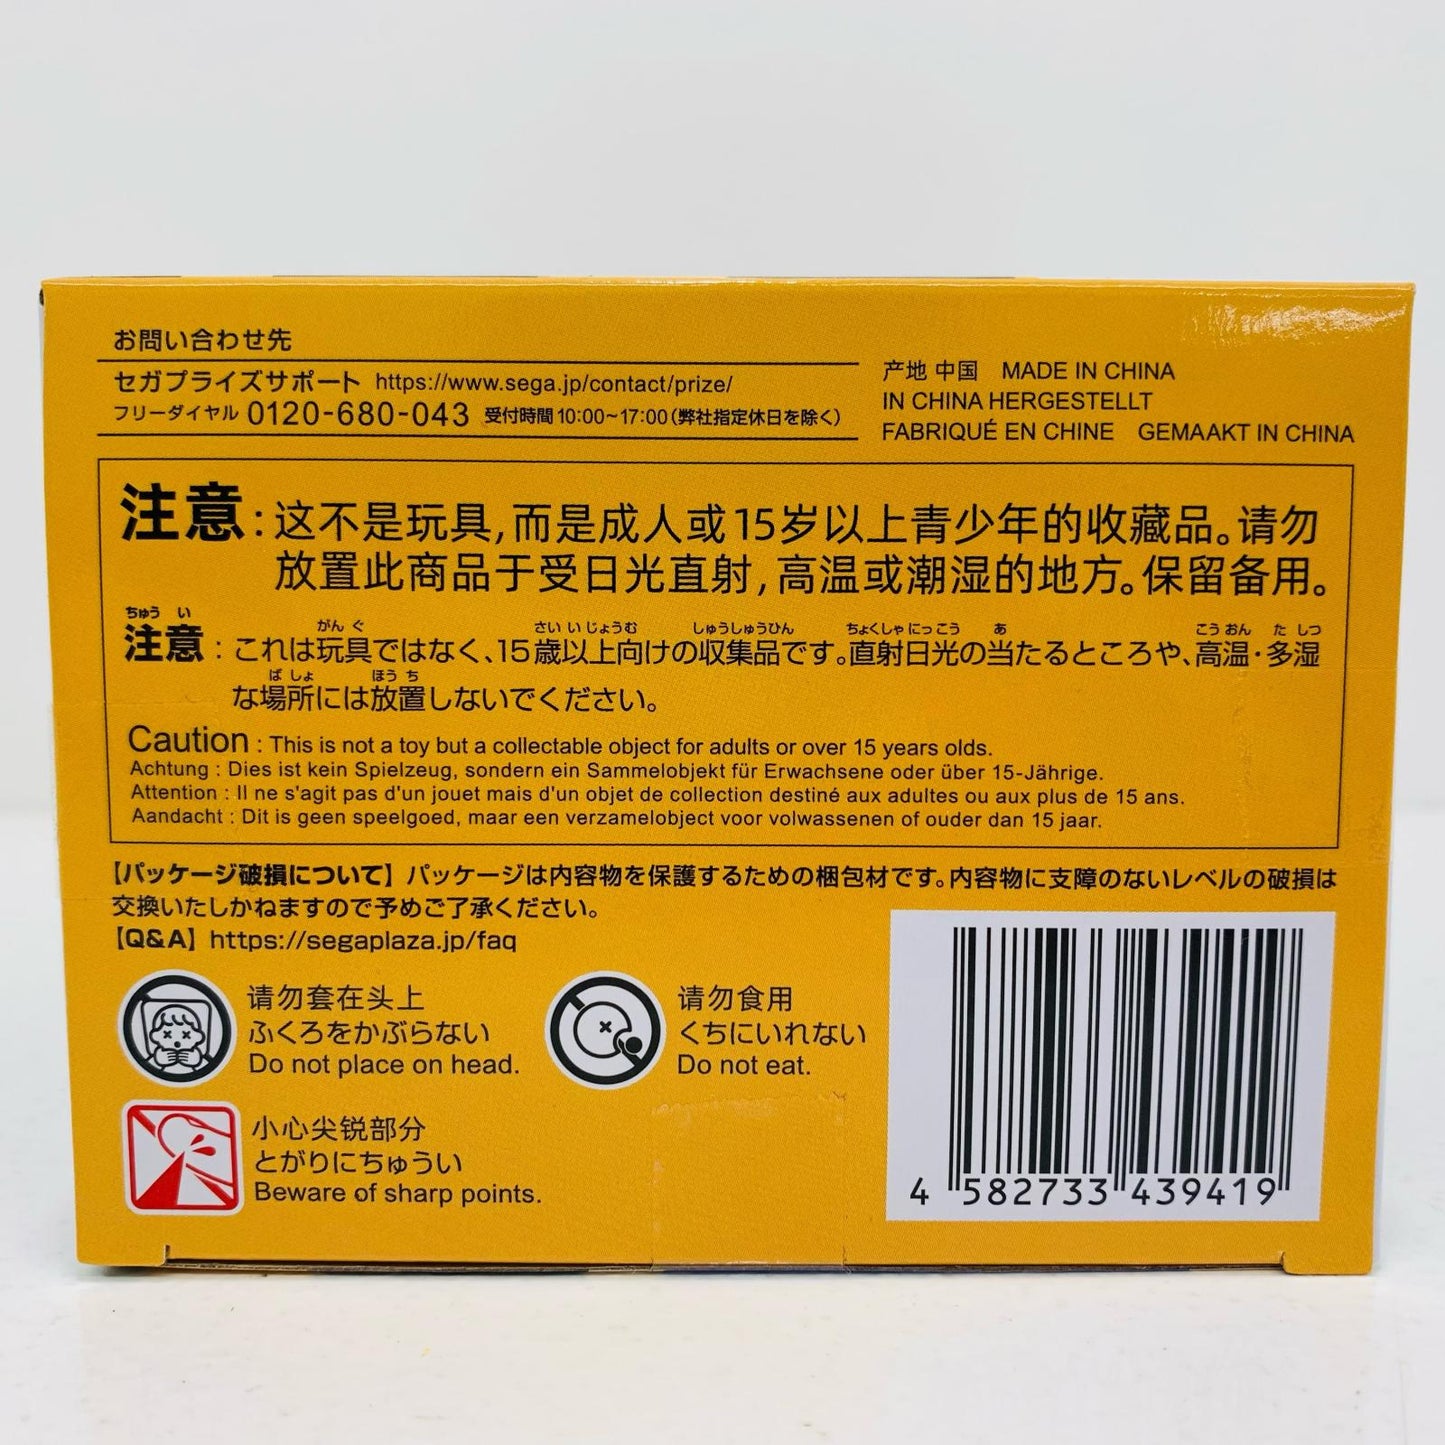 お問い合わせ先
セガプライズサポート https://www.sega.jp/contact/prize/
フリーダイヤル 0120-680-043 受付時間 10:00~17:00(弊社指定休日を除く)
产地 中国 MADE IN CHINA
IN CHINA HERGESTELLT
FABRIQUÉ EN CHINE GEMAAKT IN CHINA
注意：这不是玩具，而是成人或15岁以上青少年的收藏品。请勿
放置此商品于受日光直射，高温或潮湿的地方。保留备用。
ちゅう い がん ぐ さい い じょう む しゅうしゅうひん ちょくしゃ にっこう あ こう おん た しつ
注意：これは玩具ではなく、15歳以上向けの収集品です。直射日光の当たるところや、高温・多湿
ば しょ ほう ち
な場所には放置しないでください。
Caution : This is not a toy but a collectable object for adults or over 15 years olds.
Achtung : Dies ist kein Spielzeug, sondern ein Sammelobjekt für Erwachsene oder über 15-Jährige.
Attention : Il ne s'agit pas d'un jouet mais d'un objet de collection destiné aux adultes ou aux plus de 15 ans.
Aandacht : Dit is geen speelgoed, maar een verzamelobject voor volwassenen of ouder dan 15 jaar.
【パッケージ破損について】パッケージは内容物を保護するための梱包材です。内容物に支障のないレベルの破損は
交換いたしかねますので予めご了承ください。
【Q&A】https://segaplaza.jp/faq
请勿套在头上
ふくろをかぶらない
Do not place on head.
请勿食用
くちにいれない
Do not eat.
小心尖锐部分
とがりにちゅうい
Beware of sharp points.
4 582733 439419